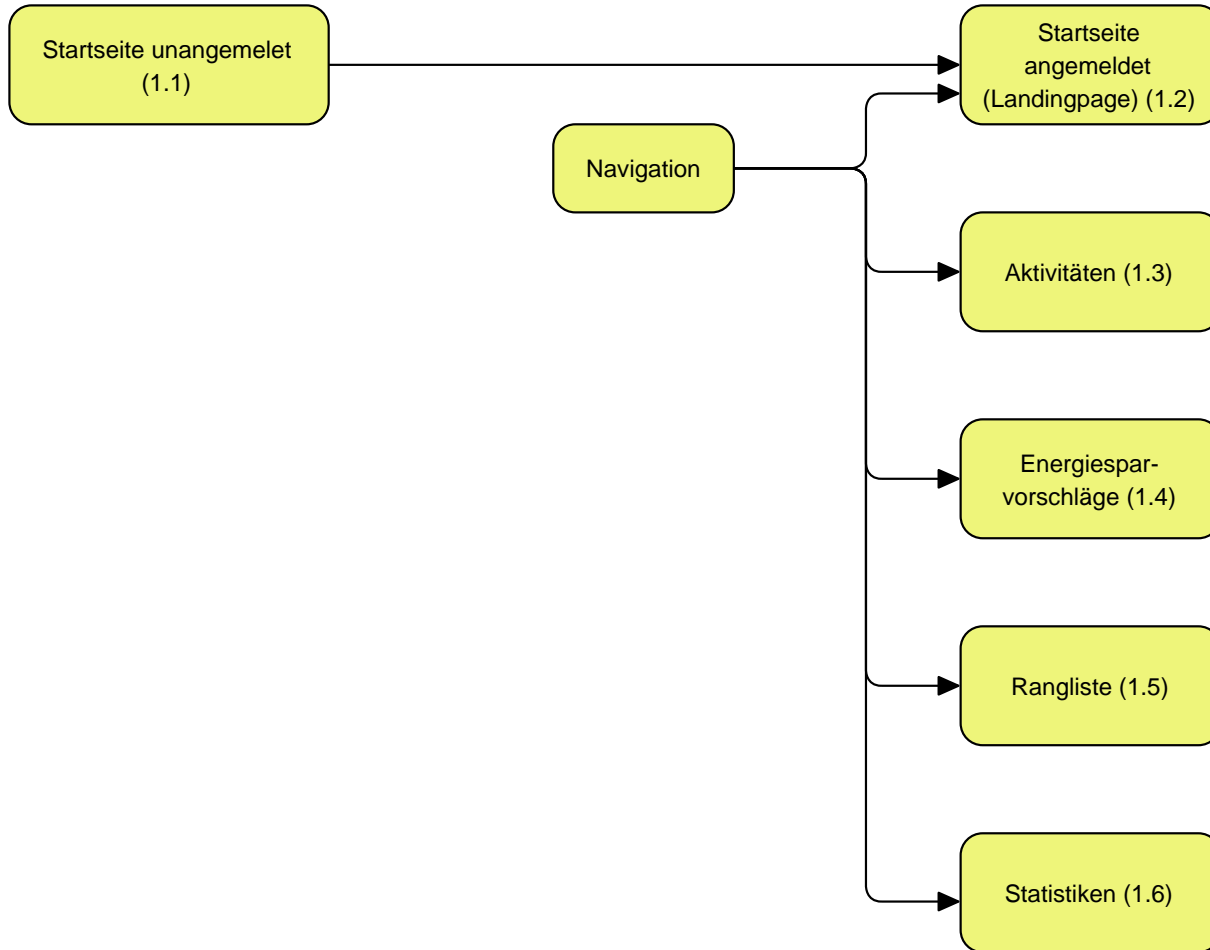 Startseite unangemelet
(1.1)
Startseite
angemeldet
(Landingpage) (1.2)
Navigation
Aktivitäten (1.3)
Energiespar-
vorschläge (1.4)
Rangliste (1.5)
Statistiken (1.6)